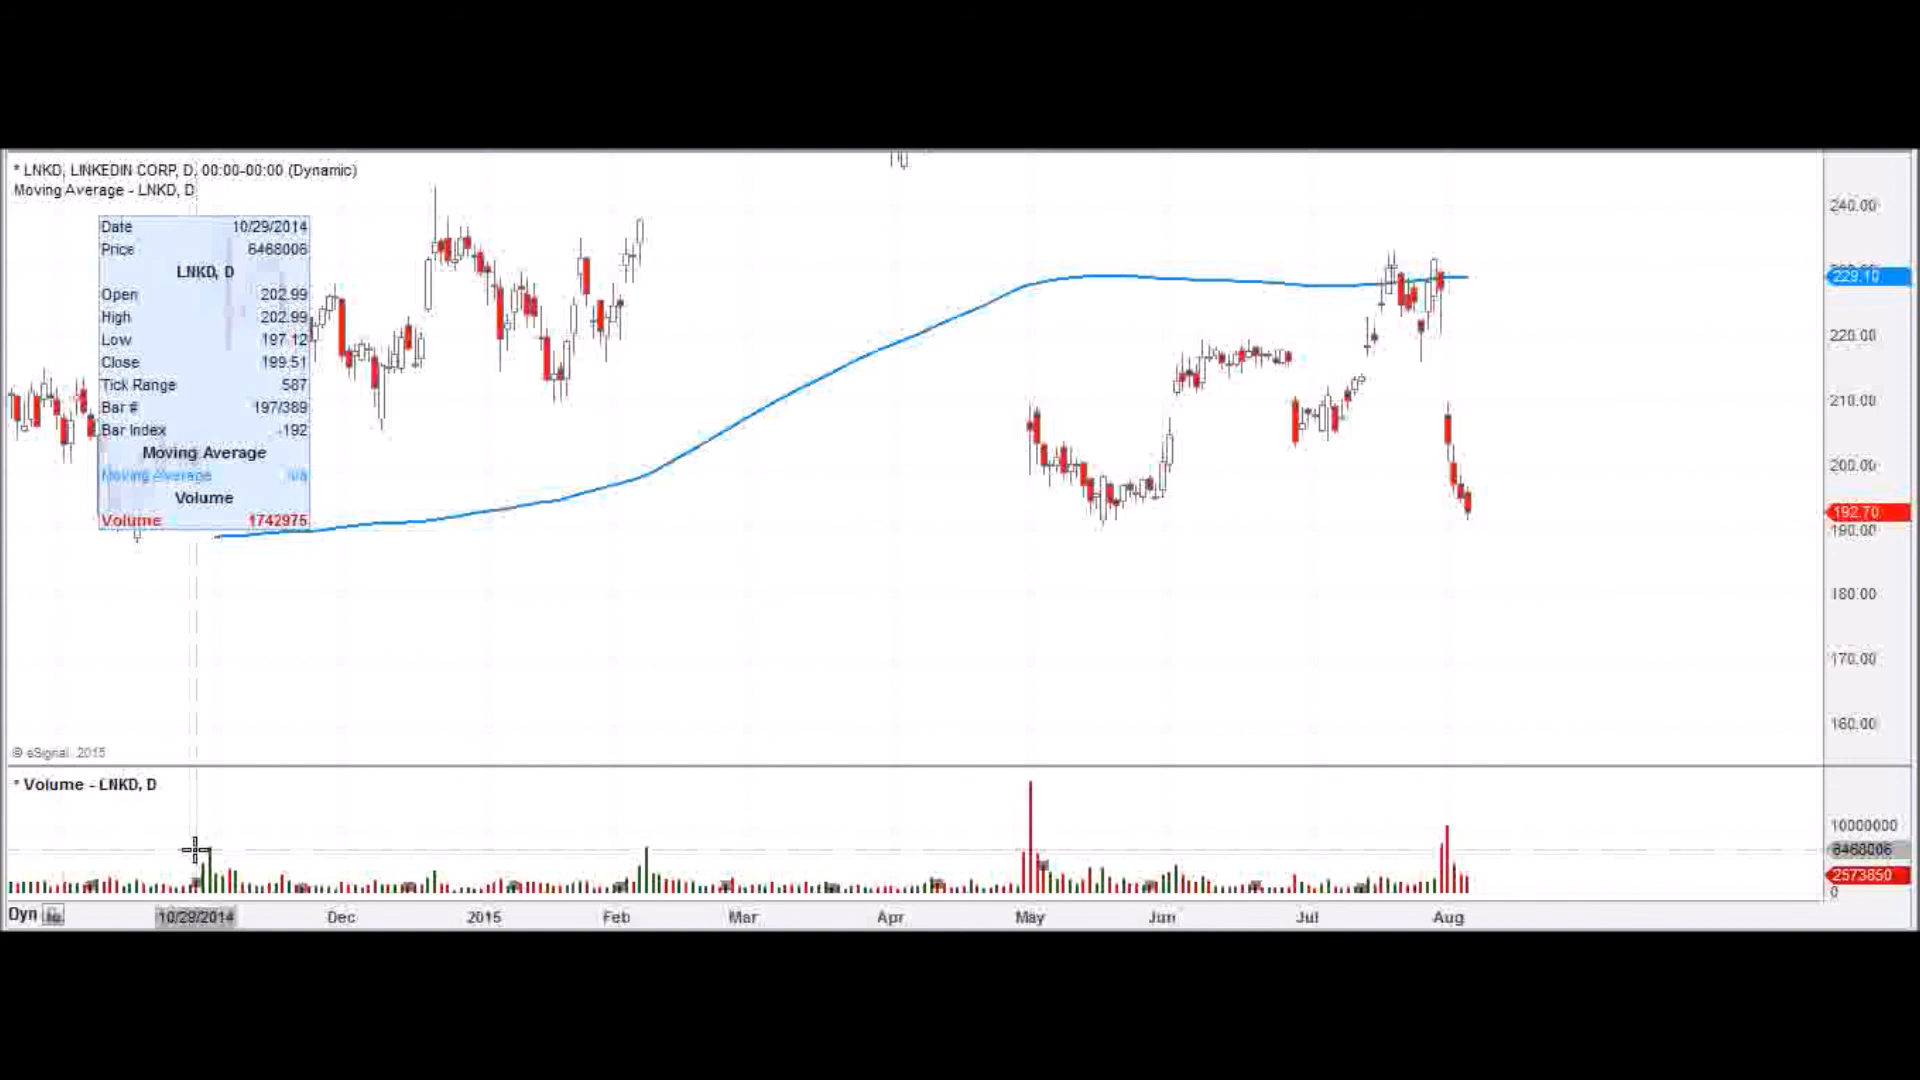 * LNKD, LINKEDIN CORP, D, 00:00-00:00 (Dynamic)
Moving Average - LNKD, D
Date 10/29/2014
Price 6468006
LNKD, D
Open 202.99
High 202.99
Low 197.12
Close 199.51
Tick Range 587
Bar # 197/389
Bar Index -192
Moving Average
Moving Average n/a
Volume
Volume 1742975
240.00
229.10
220.00
210.00
200.00
192.70
190.00
180.00
170.00
160.00
© eSignal, 2015
* Volume - LNKD, D
10000000
6468006
2573850
0
Dyn
10/29/2014 Dec 2015 Feb Mar Apr May Jun Jul Aug